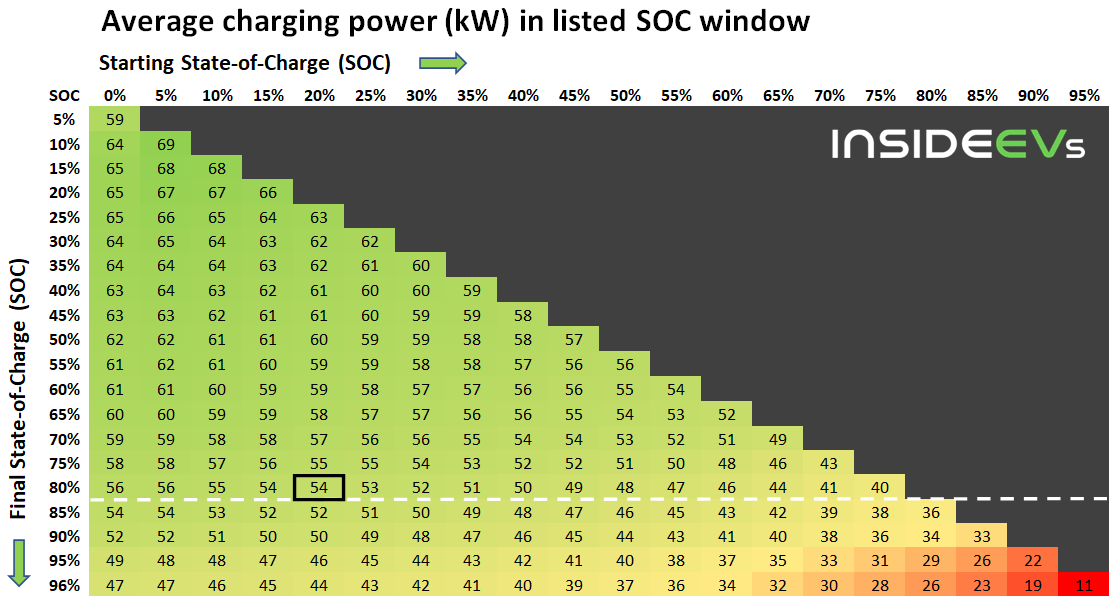 Average charging power (kW) in listed SOC window
Starting State-of-Charge (SOC)
SOC 0% 5% 10% 15% 20% 25% 30% 35% 40% 45% 50% 55% 60% 65% 70% 75% 80% 85% 90% 95%
5% 59
10% 64 69
INSIDEEVs
15% 65 68 68
20% 65 67 67 66
25% 65 66 65 64 63
30% 64 65 64 63 62 62
35% 64 64 64 63 62 61 60
40% 63 64 63 62 61 60 60 59
45% 63 63 62 61 61 60 59 59 58
50% 62 62 61 61 60 59 59 58 58 57
55% 61 62 61 60 59 59 58 58 57 56 56
60% 61 61 60 59 59 58 57 57 56 56 55 54
65% 60 60 59 59 58 57 57 56 56 55 54 53 52
70% 59 59 58 58 57 56 56 55 54 54 53 52 51 49
75% 58 58 57 56 55 55 54 53 52 52 51 50 48 46 43
80% 56 56 55 54 54 53 52 51 50 49 48 47 46 44 41 40
85% 54 54 53 52 52 51 50 49 48 47 46 45 43 42 39 38 36
90% 52 52 51 50 50 49 48 47 46 45 44 43 41 40 38 36 34 33
95% 49 48 48 47 46 45 44 43 42 41 40 38 37 35 33 31 29 26 22
96% 47 47 46 45 44 43 42 41 40 39 37 36 34 32 30 28 26 23 19 11
Final State-of-Charge (SOC)